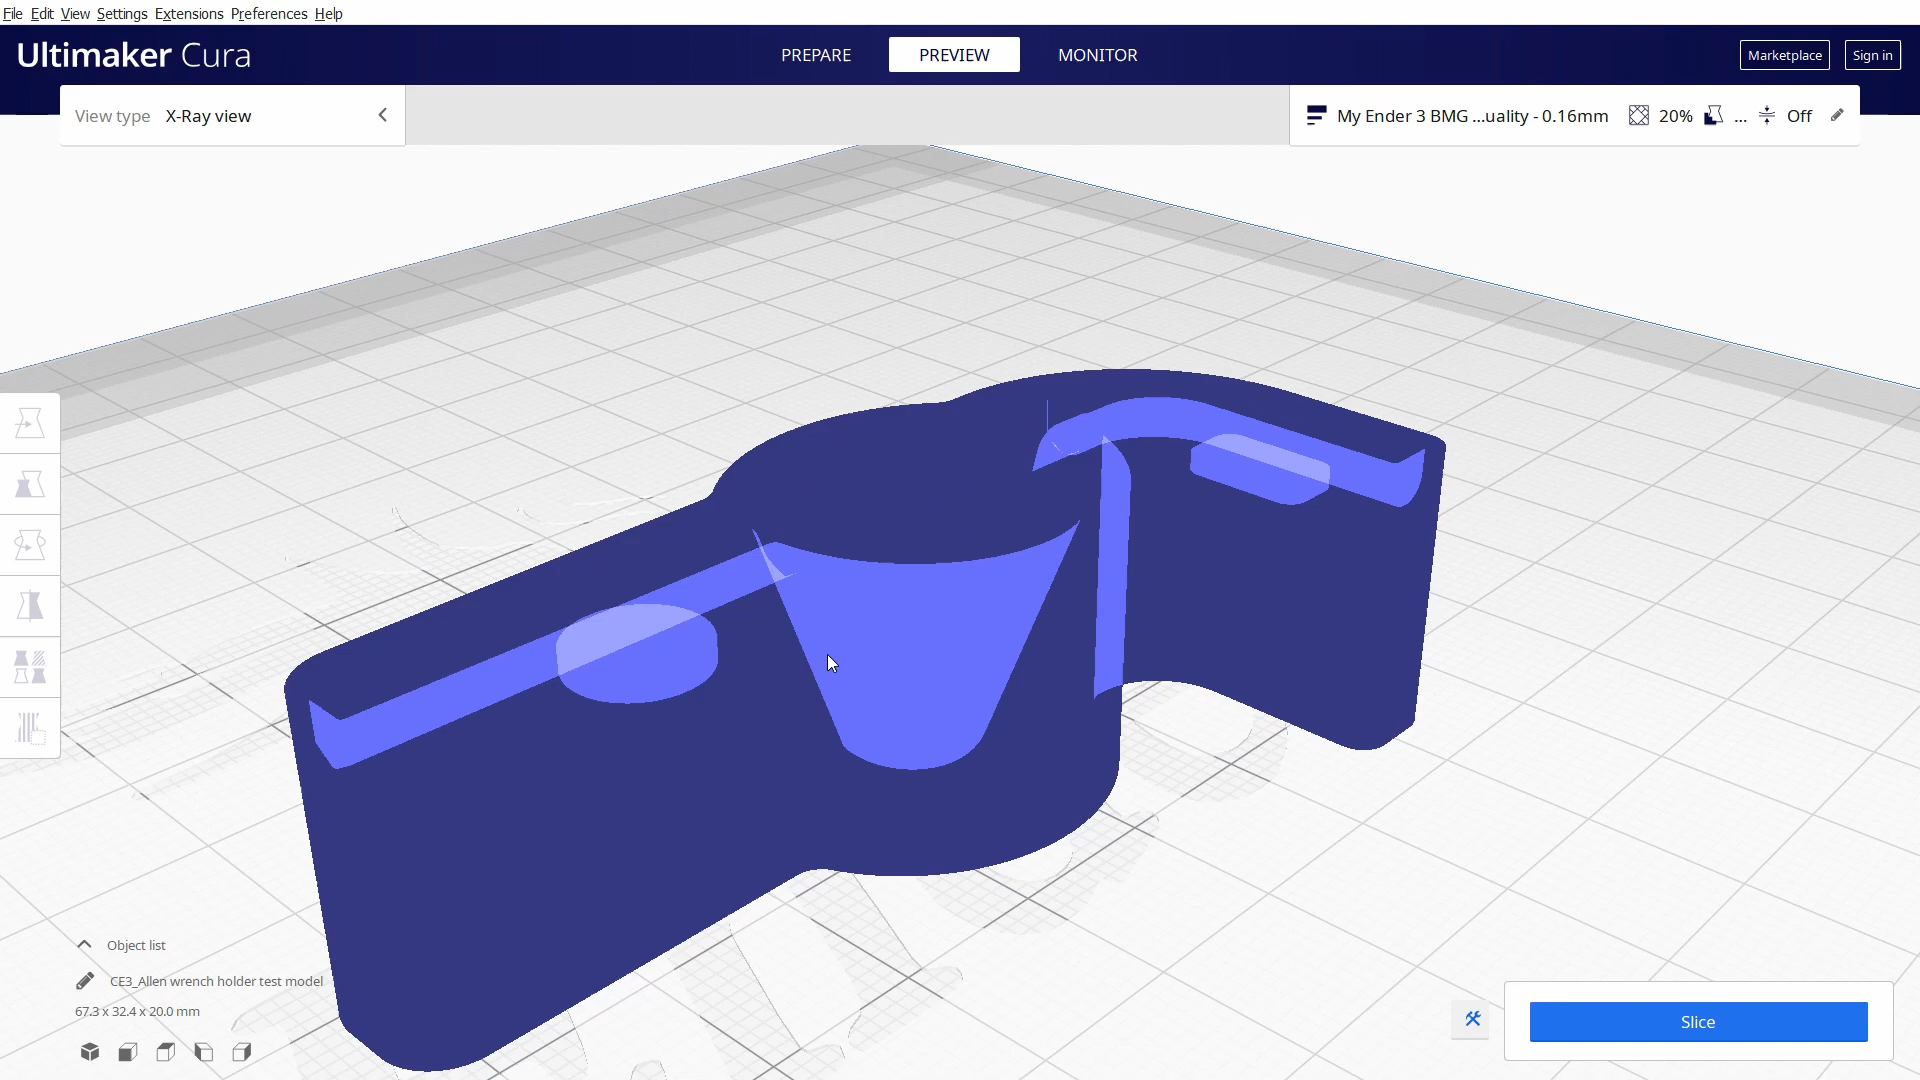 File Edit View Settings Extensions Preferences Help
Ultimaker Cura
PREPARE PREVIEW MONITOR
Marketplace Sign in
View type X-Ray view
My Ender 3 BMG ...uality - 0.16mm 20% ... Off
Object list
CE3_Allen wrench holder test model
67.3 x 32.4 x 20.0 mm
Slice